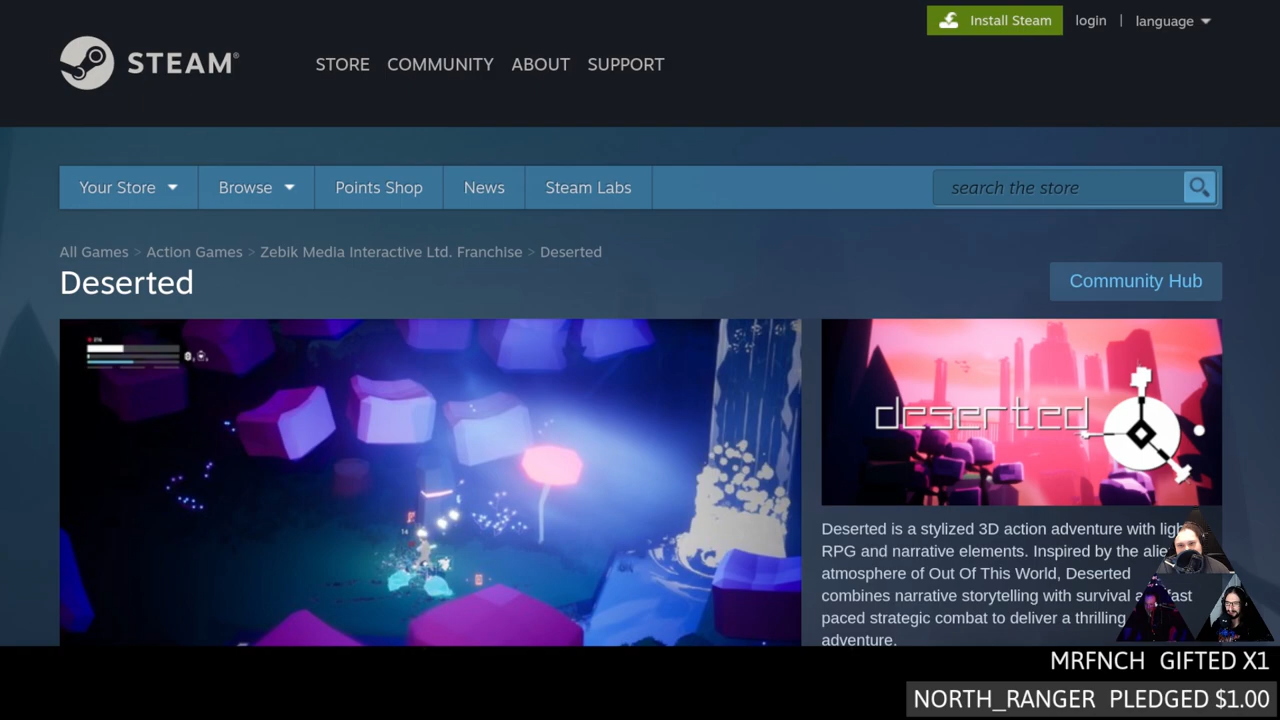 Install Steam login | language
STEAM®
STORE COMMUNITY ABOUT SUPPORT
Your Store Browse Points Shop News Steam Labs search the store
All Games > Action Games > Zebik Media Interactive Ltd. Franchise > Deserted
Deserted
Community Hub
deserted
Deserted is a stylized 3D action adventure with
RPG and narrative elements. Inspired by the
atmosphere of Out Of This World, Deserted
combines narrative storytelling with survival
paced strategic combat to deliver a thrilling
adventure.
MRFNCH GIFTED X1
NORTH_RANGER PLEDGED $1.00